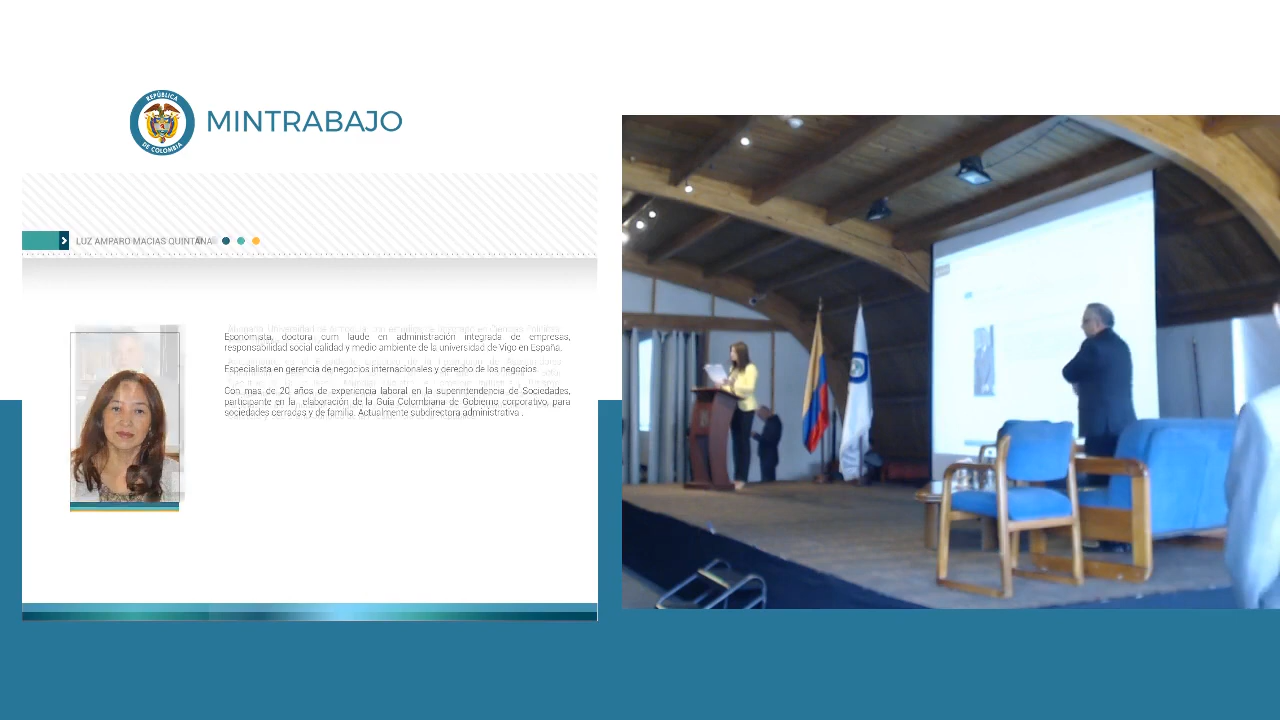 REPÚBLICA
DE COLOMBIA
MINTRABAJO
LUZ AMPARO MACIAS QUINTANA
Economista, doctora cum laude en administración integrada de empresas,
responsabilidad social calidad y medio ambiente de la universidad de Vigo en España.
Especialista en gerencia de negocios internacionales y derecho de los negocios.
Con mas de 20 años de experiencia laboral en la superintendencia de Sociedades,
participante en la elaboración de la Guía Colombiana de Gobierno corporativo, para
sociedades cerradas y de familia. Actualmente subdirectora administrativa .